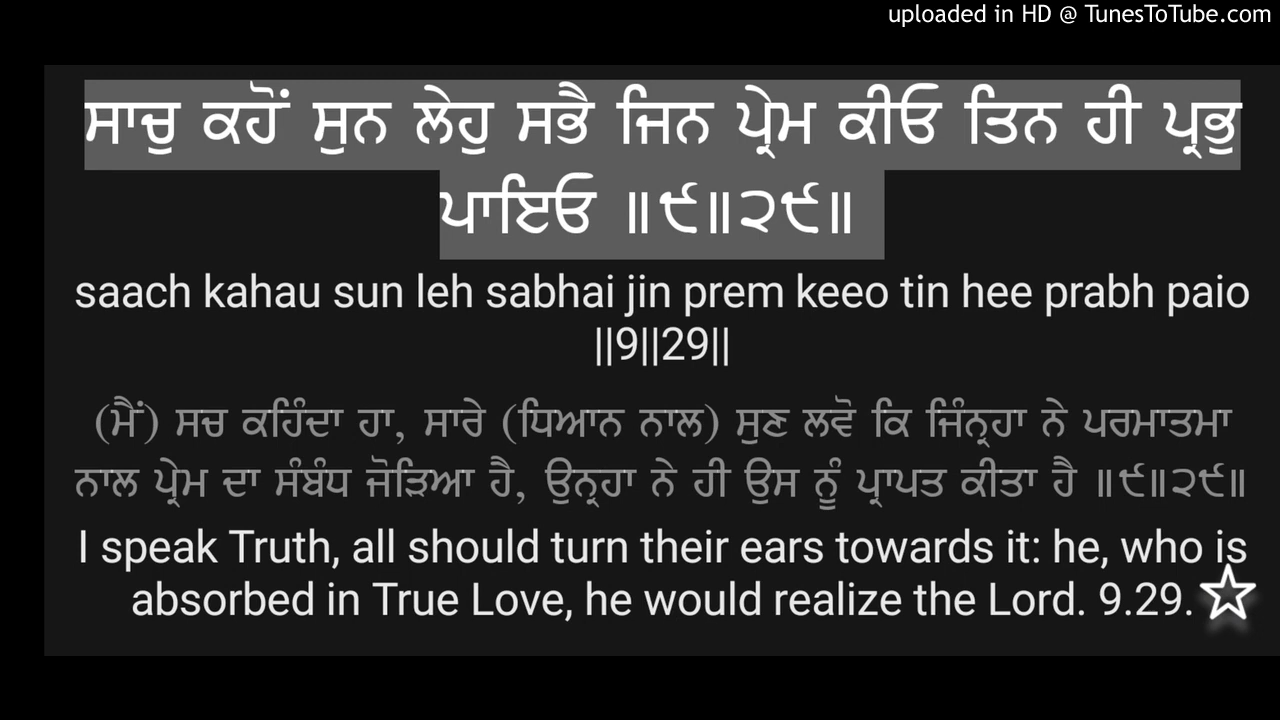 uploaded in HD @ TunesToTube.com
ਸਾਚੁ ਕਹੋਂ ਸੁਨ ਲੇਹੁ ਸਭੈ ਜਿਨ ਪ੍ਰੇਮ ਕੀਓ ਤਿਨ ਹੀ ਪ੍ਰਭੁ
ਪਾਇਓ ॥੯॥੨੯॥
saach kahau sun leh sabhai jin prem keeo tin hee prabh paio
||9||29||
(ਮੈਂ) ਸਚ ਕਹਿੰਦਾ ਹਾ, ਸਾਰੇ (ਧਿਆਨ ਨਾਲ) ਸੁਣ ਲਵੋ ਕਿ ਜਿੰਨ੍ਹਾ ਨੇ ਪਰਮਾਤਮਾ
ਨਾਲ ਪ੍ਰੇਮ ਦਾ ਸੰਬੰਧ ਜੋੜਿਆ ਹੈ, ਉਨ੍ਹਾ ਨੇ ਹੀ ਉਸ ਨੂੰ ਪ੍ਰਾਪਤ ਕੀਤਾ ਹੈ ॥੯॥੨੯॥
I speak Truth, all should turn their ears towards it: he, who is
absorbed in True Love, he would realize the Lord. 9.29.